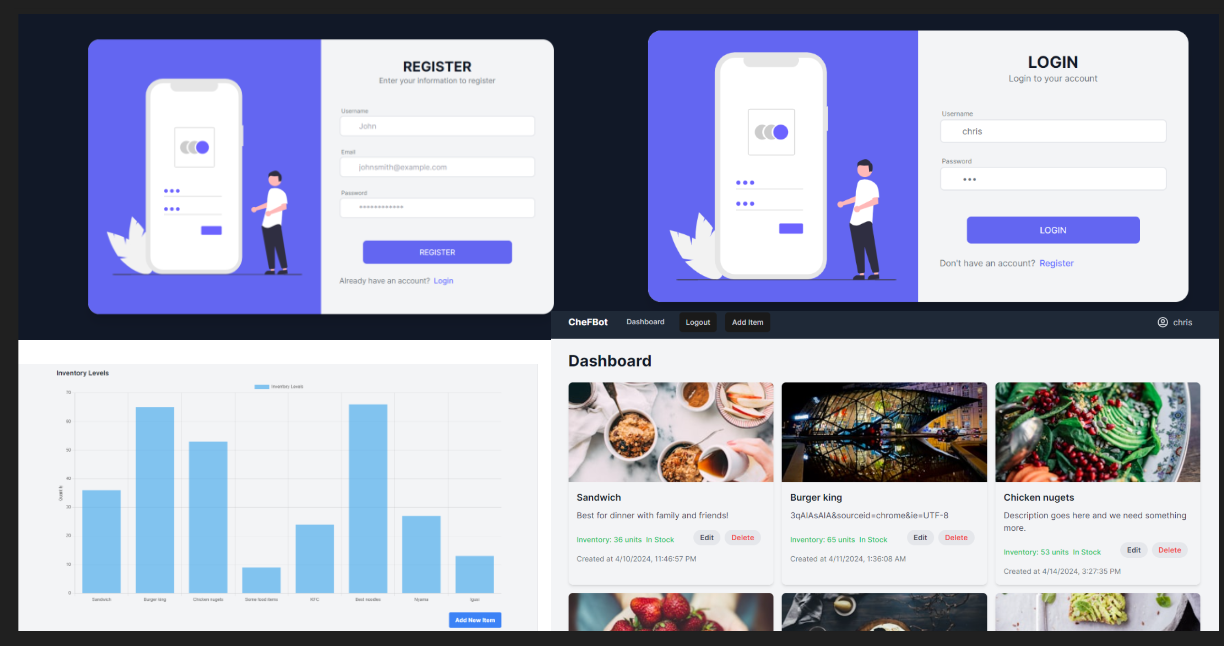 REGISTER
Enter your information to register
Username
John
Email
johnsmith@example.com
Password
************
REGISTER
Already have an account? Login
LOGIN
Login to your account
Username
chris
Password
•••
LOGIN
Don't have an account? Register
Inventory Levels
Inventory Levels
70
60
50
40
30
20
10
0
Sandwich
Burger king
Chicken nugets
Some food items
KFC
Best noodles
Nyama
Add New Item
CheFBot
Dashboard
Logout
Add Item
chris
Dashboard
Sandwich
Best for dinner with family and friends!
Inventory: 36 units In Stock
Edit
Delete
Created at 4/10/2024, 11:46:57 PM
Burger king
3qAIAsAIA&sourceid=chrome&ie=UTF-8
Inventory: 65 units In Stock
Edit
Delete
Created at 4/11/2024, 1:36:08 AM
Chicken nugets
Description goes here and we need something
more.
Inventory: 53 units In Stock
Edit
Delete
Created at 4/14/2024, 3:27:35 PM